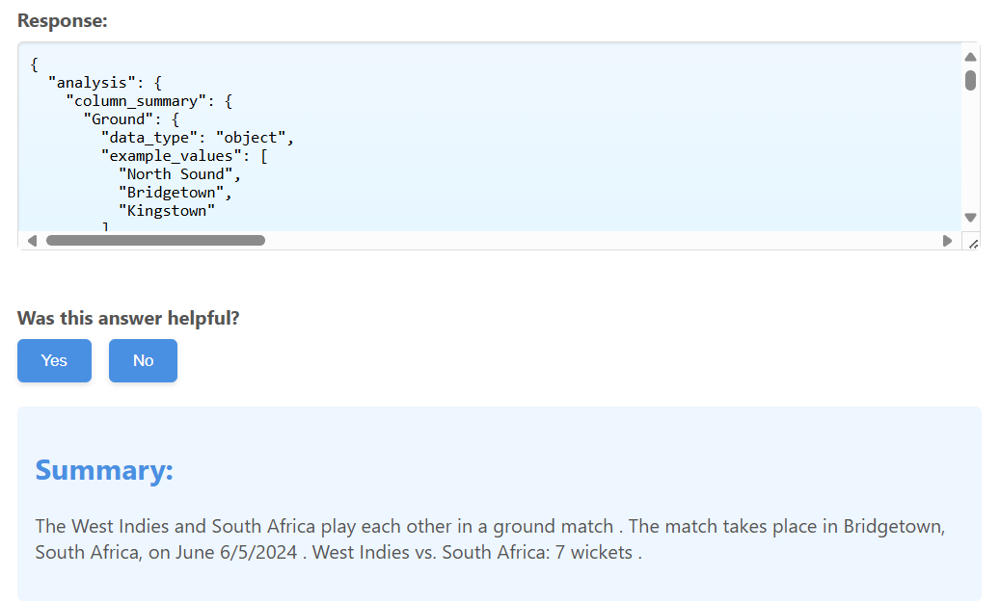 Response:
{
  "analysis": {
    "column_summary": {
      "Ground": {
        "data_type": "object",
        "example_values": [
          "North Sound",
          "Bridgetown",
          "Kingstown"
        ]
Was this answer helpful?
Yes No
Summary:
The West Indies and South Africa play each other in a ground match . The match takes place in Bridgetown,
South Africa, on June 6/5/2024 . West Indies vs. South Africa: 7 wickets .